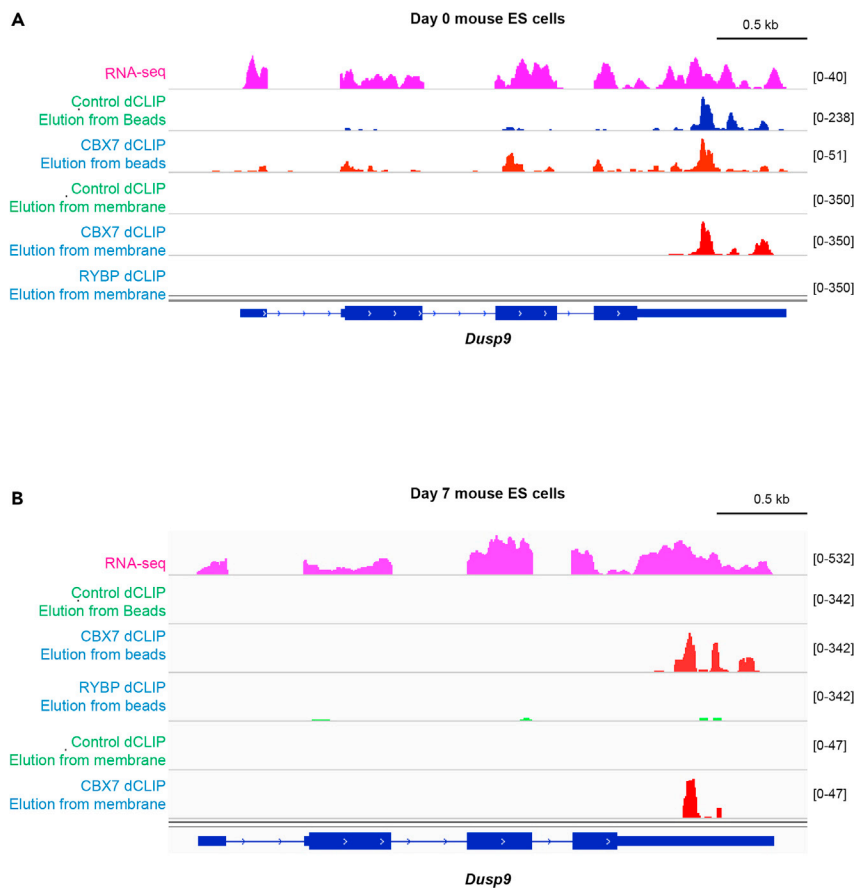 A
Day 0 mouse ES cells
0.5 kb
RNA-seq
[0-40]
Control dCLIP
Elution from Beads
[0-238]
CBX7 dCLIP
Elution from beads
[0-51]
Control dCLIP
Elution from membrane
[0-350]
CBX7 dCLIP
Elution from membrane
[0-350]
RYBP dCLIP
Elution from membrane
[0-350]
Dusp9
B
Day 7 mouse ES cells
0.5 kb
RNA-seq
[0-532]
Control dCLIP
Elution from Beads
[0-342]
CBX7 dCLIP
Elution from beads
[0-342]
RYBP dCLIP
Elution from beads
[0-342]
Control dCLIP
Elution from membrane
[0-47]
CBX7 dCLIP
Elution from membrane
[0-47]
Dusp9